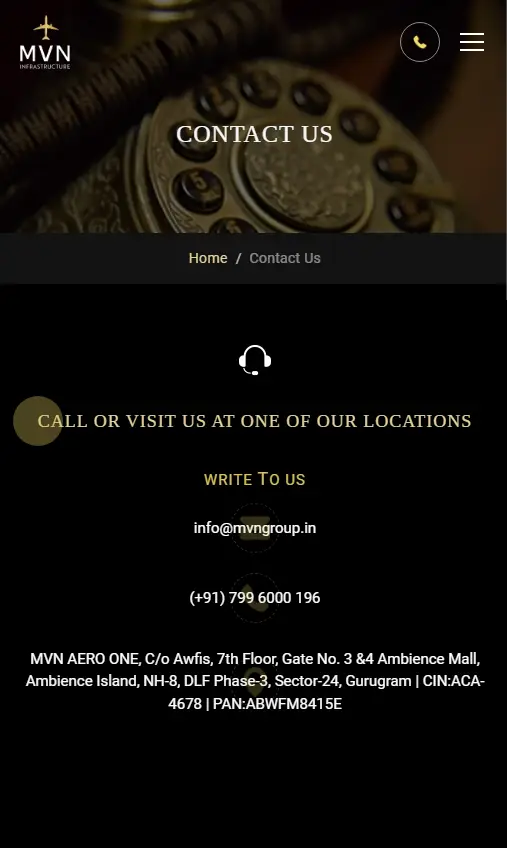 MVN
INFRASTRUCTURE
CONTACT US
Home / Contact Us
CALL OR VISIT US AT ONE OF OUR LOCATIONS
WRITE TO US
info@mvngroup.in
(+91) 799 6000 196
MVN AERO ONE, C/o Awfis, 7th Floor, Gate No. 3 &4 Ambience Mall,
Ambience Island, NH-8, DLF Phase-3, Sector-24, Gurugram | CIN:ACA-
4678 | PAN:ABWFM8415E